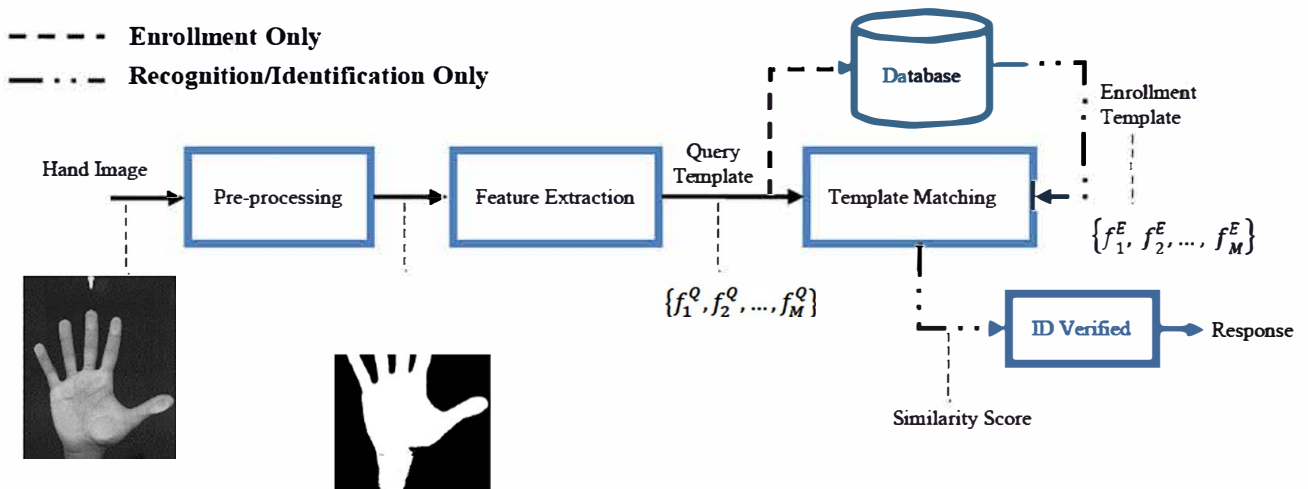 Enrollment Only
Recognition/Identification Only
Database
Enrollment
Template
Hand Image
Pre-processing
Feature Extraction
Query
Template
Template Matching
{f₁^Q, f₂^Q, ..., f_M^Q}
{f₁^E, f₂^E, ..., f_M^E}
ID Verified
Response
Similarity Score